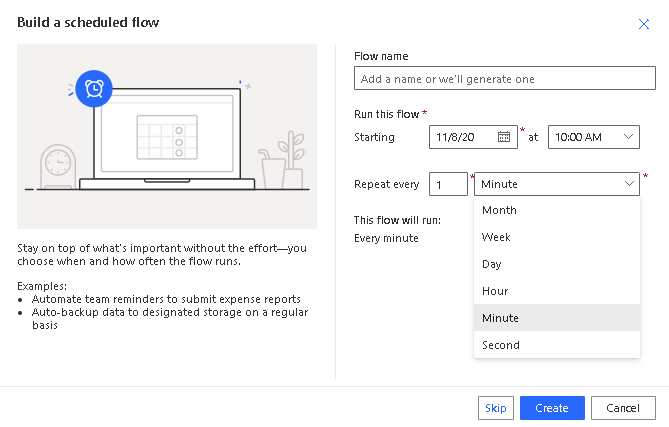 Build a scheduled flow
Stay on top of what's important without the effort—you
choose when and how often the flow runs.
Examples:
• Automate team reminders to submit expense reports
• Auto-backup data to designated storage on a regular
basis
Flow name
Add a name or we'll generate one
Run this flow *
Starting 11/8/20 * at 10:00 AM
Repeat every 1 * Minute *
This flow will run:
Every minute
Month
Week
Day
Hour
Minute
Second
Skip Create Cancel